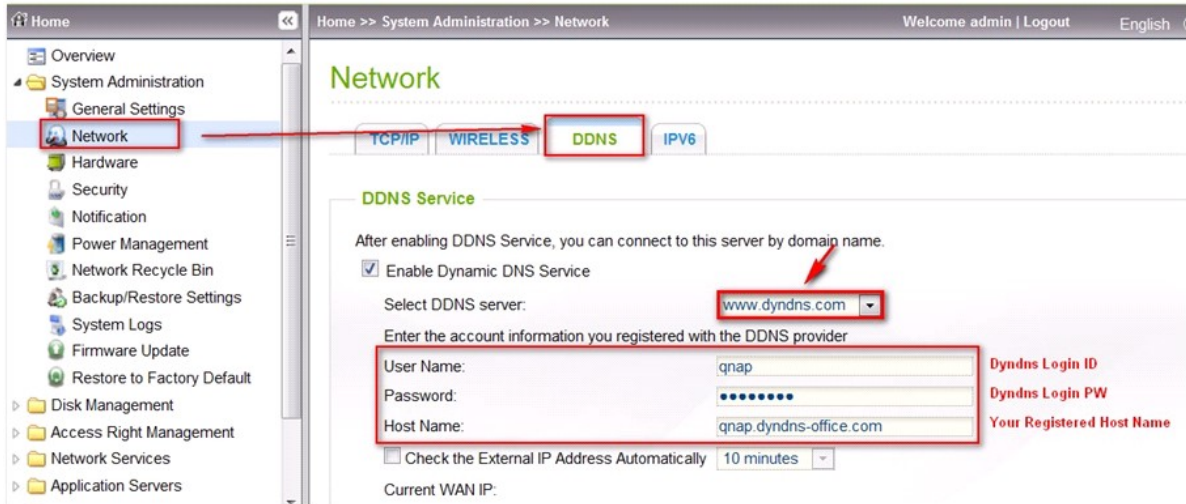 Home
Home >> System Administration >> Network
Welcome admin | Logout
English
Overview
System Administration
General Settings
Network
Hardware
Security
Notification
Power Management
Network Recycle Bin
Backup/Restore Settings
System Logs
Firmware Update
Restore to Factory Default
Disk Management
Access Right Management
Network Services
Application Servers
Network
TCP/IP WIRELESS DDNS IPV6
DDNS Service
After enabling DDNS Service, you can connect to this server by domain name.
Enable Dynamic DNS Service
Select DDNS server: www.dyndns.com
Enter the account information you registered with the DDNS provider
User Name: qnap Dyndns Login ID
Password: ●●●●●●●● Dyndns Login PW
Host Name: qnap.dyndns-office.com Your Registered Host Name
Check the External IP Address Automatically 10 minutes
Current WAN IP: